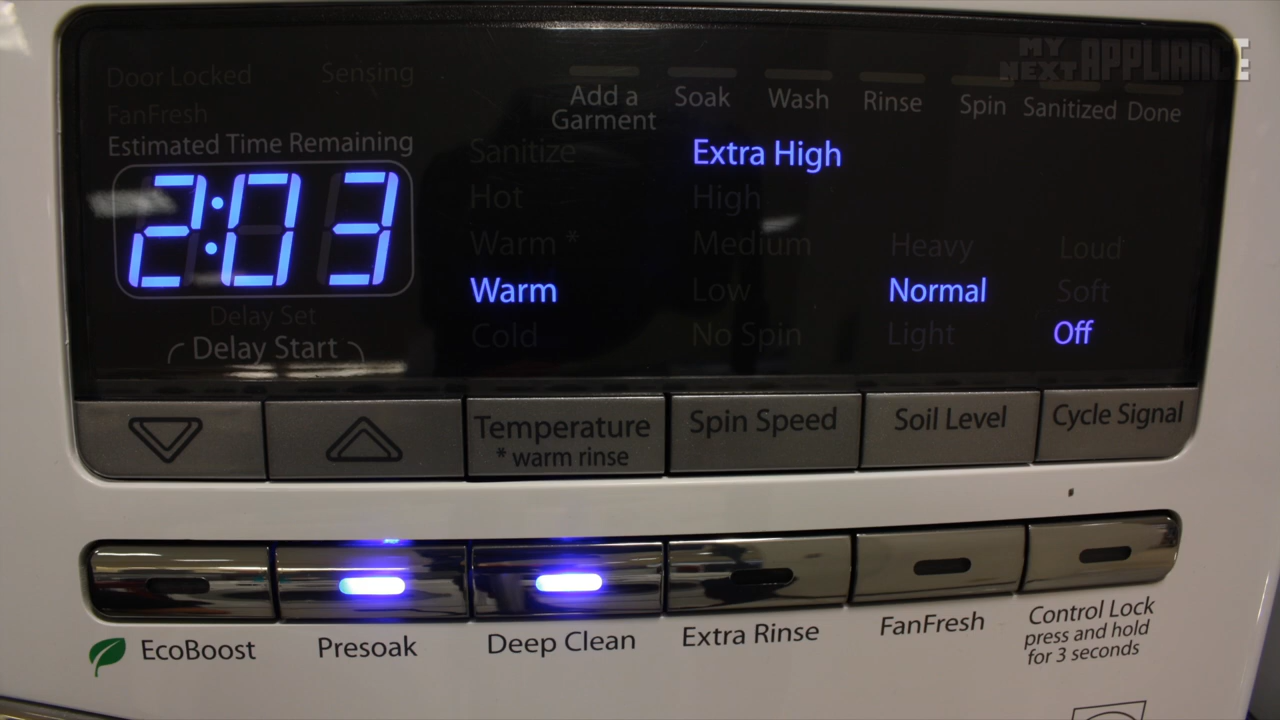 MY
NEXT APPLIANCE
Door Locked
Sensing
FanFresh
Estimated Time Remaining
2:03
Delay Set
Delay Start
Add a
Garment
Soak
Wash
Rinse
Spin
Sanitized
Done
Sanitize
Hot
Warm *
Warm
Cold
Extra High
High
Medium
Low
No Spin
Heavy
Normal
Light
Loud
Soft
Off
Temperature
* warm rinse
Spin Speed
Soil Level
Cycle Signal
EcoBoost
Presoak
Deep Clean
Extra Rinse
FanFresh
Control Lock
press and hold
for 3 seconds